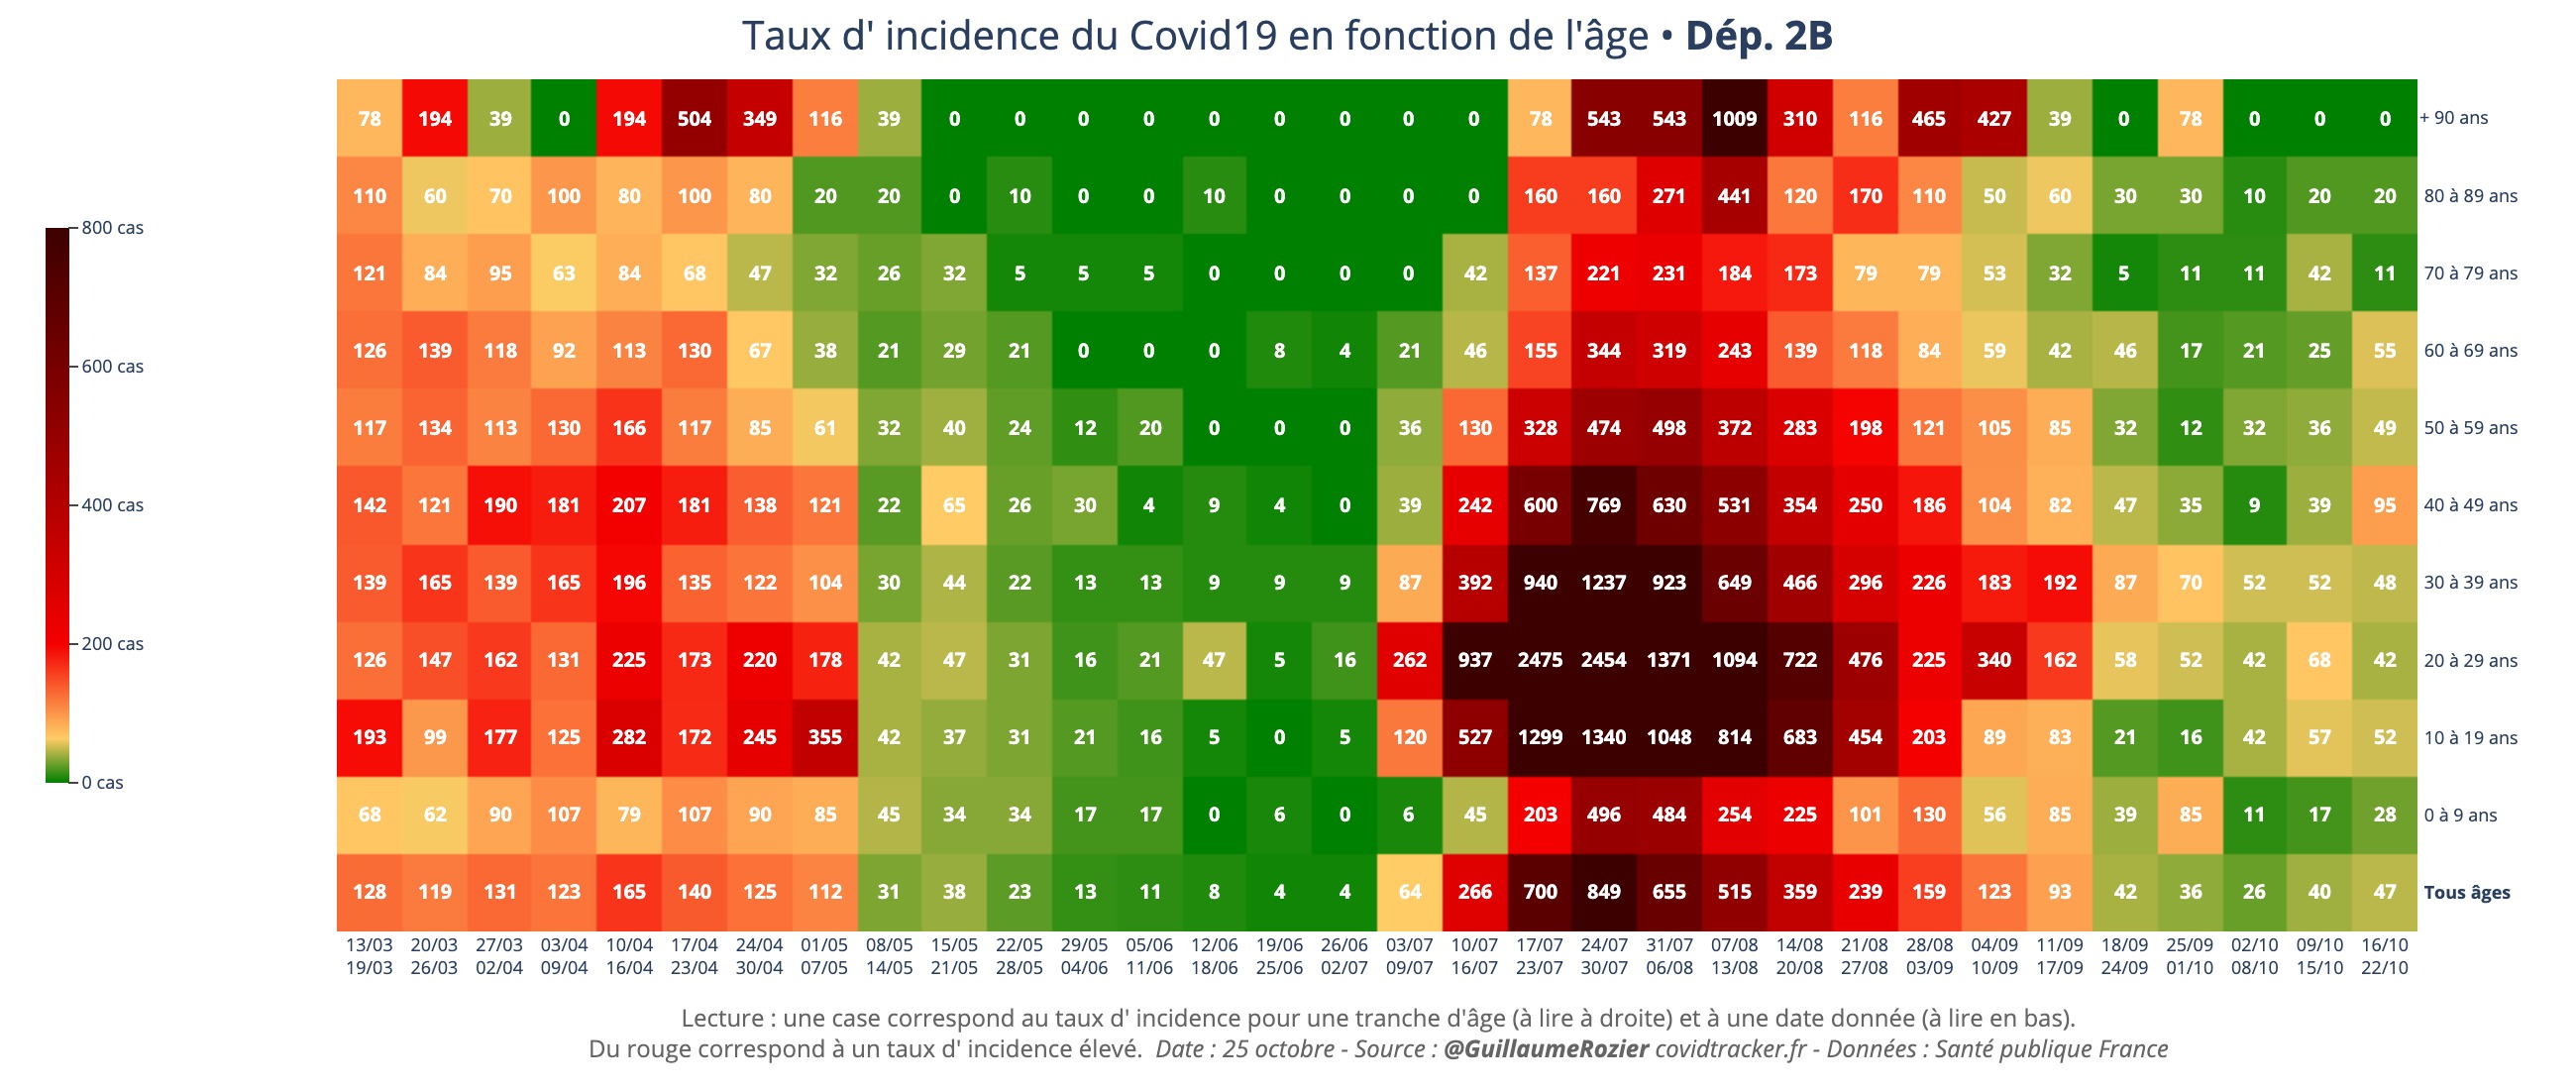 Taux d' incidence du Covid19 en fonction de l'âge • Dép. 2B
78 194 39 0 194 504 349 116 39 0 0 0 0 0 0 0 0 0 78 543 543 1009 310 116 465 427 39 0 78 0 0 0 + 90 ans
110 60 70 100 80 100 80 20 20 0 10 0 0 10 0 0 0 0 160 160 271 441 120 170 110 50 60 30 30 10 20 20 80 à 89 ans
800 cas
121 84 95 63 84 68 47 32 26 32 5 5 5 0 0 0 0 42 137 221 231 184 173 79 79 53 32 5 11 11 42 11 70 à 79 ans
126 139 118 92 113 130 67 38 21 29 21 0 0 0 8 4 21 46 155 344 319 243 139 118 84 59 42 46 17 21 25 55 60 à 69 ans
600 cas
117 134 113 130 166 117 85 61 32 40 24 12 20 0 0 0 36 130 328 474 498 372 283 198 121 105 85 32 12 32 36 49 50 à 59 ans
400 cas
142 121 190 181 207 181 138 121 22 65 26 30 4 9 4 0 39 242 600 769 630 531 354 250 186 104 82 47 35 9 39 95 40 à 49 ans
139 165 139 165 196 135 122 104 30 44 22 13 13 9 9 9 87 392 940 1237 923 649 466 296 226 183 192 87 70 52 52 48 30 à 39 ans
200 cas
126 147 162 131 225 173 220 178 42 47 31 16 21 47 5 16 262 937 2475 2454 1371 1094 722 476 225 340 162 58 52 42 68 42 20 à 29 ans
193 99 177 125 282 172 245 355 42 37 31 21 16 5 0 5 120 527 1299 1340 1048 814 683 454 203 89 83 21 16 42 57 52 10 à 19 ans
0 cas
68 62 90 107 79 107 90 85 45 34 34 17 17 0 6 0 6 45 203 496 484 254 225 101 130 56 85 39 85 11 17 28 0 à 9 ans
128 119 131 123 165 140 125 112 31 38 23 13 11 8 4 4 64 266 700 849 655 515 359 239 159 123 93 42 36 26 40 47 Tous âges
13/03 20/03 27/03 03/04 10/04 17/04 24/04 01/05 08/05 15/05 22/05 29/05 05/06 12/06 19/06 26/06 03/07 10/07 17/07 24/07 31/07 07/08 14/08 21/08 28/08 04/09 11/09 18/09 25/09 02/10 09/10 16/10
19/03 26/03 02/04 09/04 16/04 23/04 30/04 07/05 14/05 21/05 28/05 04/06 11/06 18/06 25/06 02/07 09/07 16/07 23/07 30/07 06/08 13/08 20/08 27/08 03/09 10/09 17/09 24/09 01/10 08/10 15/10 22/10
Lecture : une case correspond au taux d' incidence pour une tranche d'âge (à lire à droite) et à une date donnée (à lire en bas).
Du rouge correspond à un taux d' incidence élevé. Date : 25 octobre - Source : @GuillaumeRozier covidtracker.fr - Données : Santé publique France